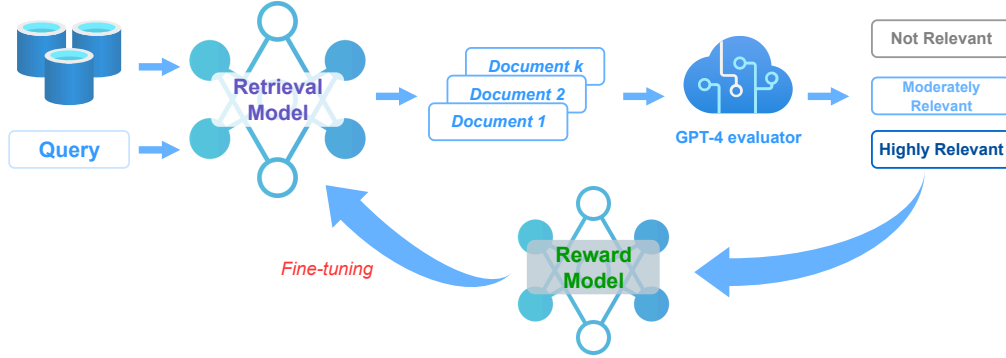 Query
Retrieval
Model
Document k
Document 2
Document 1
GPT-4 evaluator
Not Relevant
Moderately
Relevant
Highly Relevant
Fine-tuning
Reward
Model